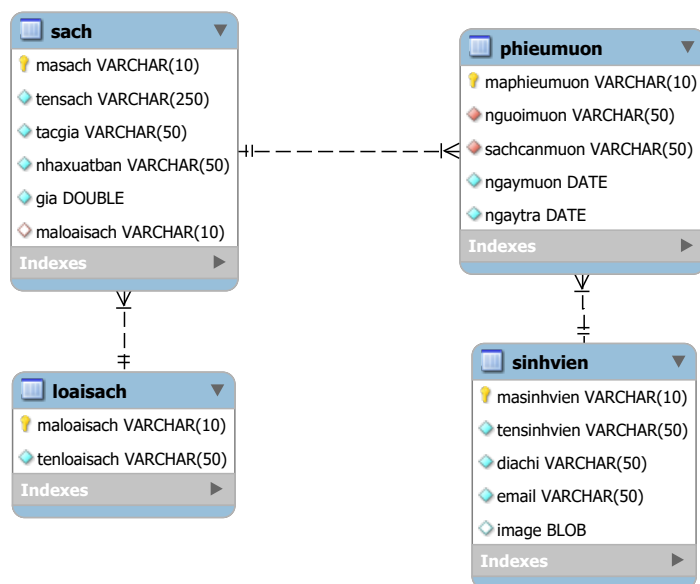 sach
masach VARCHAR(10)
tensach VARCHAR(250)
tacgia VARCHAR(50)
nhaxuatban VARCHAR(50)
gia DOUBLE
maloaisach VARCHAR(10)
Indexes
phieumuon
maphieumuon VARCHAR(10)
nguoimuon VARCHAR(50)
sachcanmuon VARCHAR(50)
ngaymuon DATE
ngaytra DATE
Indexes
loaisach
maloaisach VARCHAR(10)
tenloaisach VARCHAR(50)
Indexes
sinhvien
masinhvien VARCHAR(10)
tensinhvien VARCHAR(50)
diachi VARCHAR(50)
email VARCHAR(50)
image BLOB
Indexes